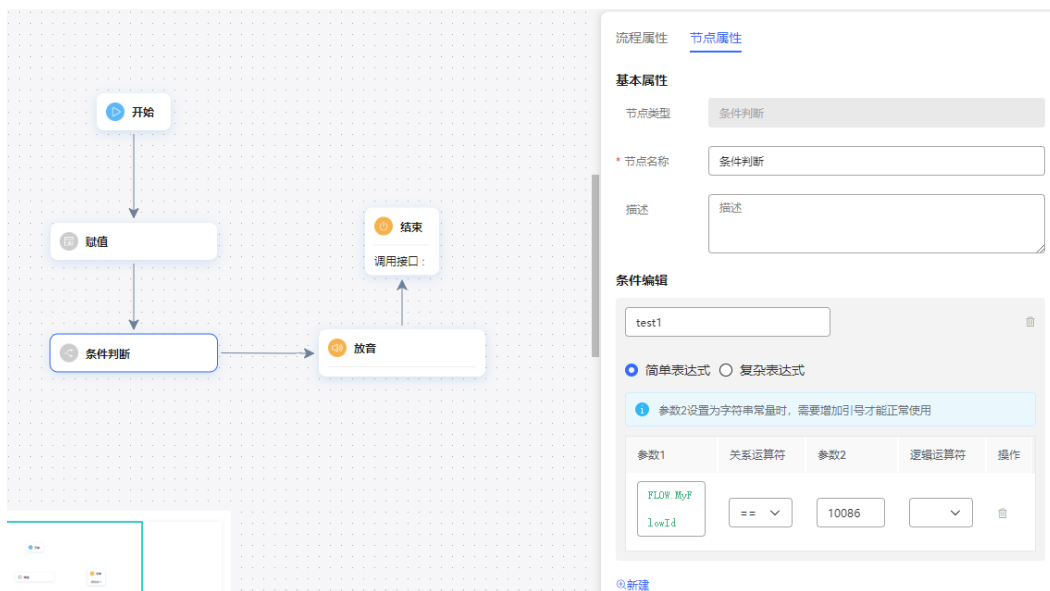 开始
赋值
条件判断
放音
结束
调用接口：
流程属性 节点属性
基本属性
节点类型 条件判断
* 节点名称 条件判断
描述 描述
条件编辑
test1
简单表达式 复杂表达式
参数2设置为字符串常量时，需要增加引号才能正常使用
参数1 关系运算符 参数2 逻辑运算符 操作
FLOW.MyF
lowId
== 10086
新建